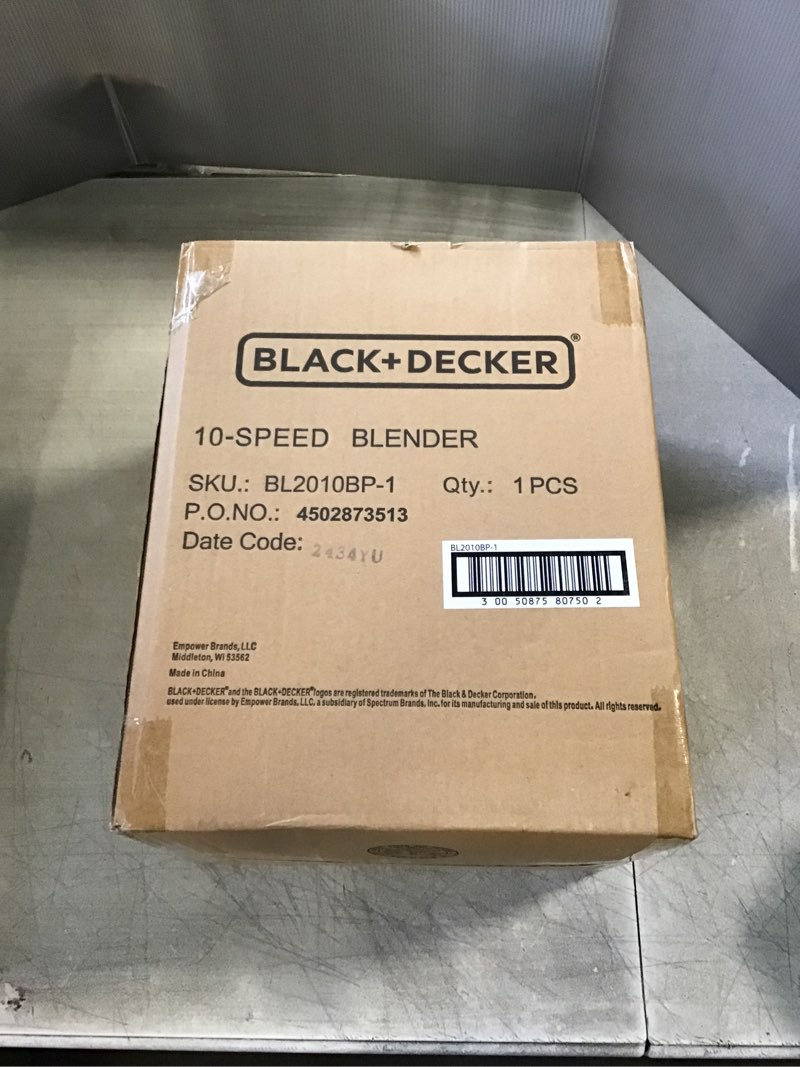 BLACK+DECKER®
10-SPEED BLENDER
SKU.: BL2010BP-1 Qty.: 1 PCS
P.O.NO.: 4502873513
Date Code: 2434YU
BL2010BP-1
3 00 50875 80750 2
Empower Brands, LLC
Middleton, WI 53562
Made in China
BLACK+DECKER® and the BLACK+DECKER® logos are registered trademarks of The Black & Decker Corporation.
used under license by Empower Brands, LLC. a subsidiary of Spectrum Brands, Inc. for its manufacturing and sale of this product. All rights reserved.